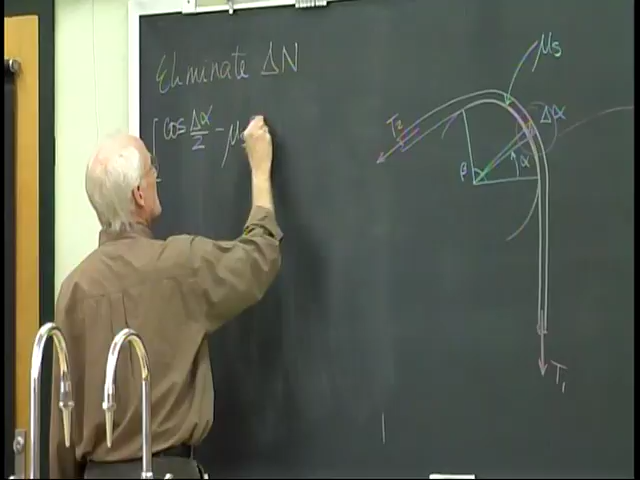 Eliminate ΔN
[cos Δα/2 - μ
μs
T2
Δα
β
α
T1